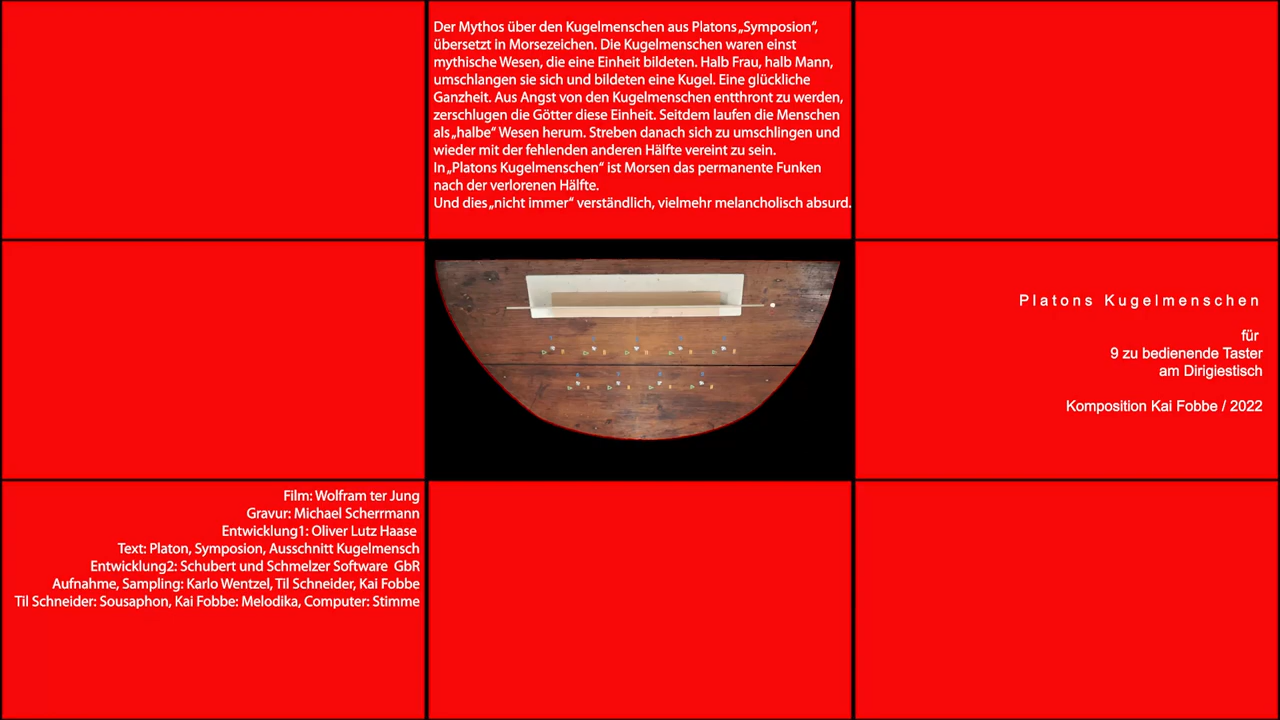 Der Mythos über den Kugelmenschen aus Platons „Symposion“,
übersetzt in Morsezeichen. Die Kugelmenschen waren einst
mythische Wesen, die eine Einheit bildeten. Halb Frau, halb Mann,
umschlangen sie sich und bildeten eine Kugel. Eine glückliche
Ganzheit. Aus Angst von den Kugelmenschen entthront zu werden,
zerschlugen die Götter diese Einheit. Seitdem laufen die Menschen
als „halbe“ Wesen herum. Streben danach sich zu umschlingen und
wieder mit der fehlenden anderen Hälfte vereint zu sein.
In „Platons Kugelmenschen“ ist Morsen das permanente Funken
nach der verlorenen Hälfte.
Und dies „nicht immer“ verständlich, vielmehr melancholisch absurd.
Platons Kugelmenschen
für
9 zu bedienende Taster
am Dirigiestisch
Komposition Kai Fobbe / 2022
Film: Wolfram ter Jung
Gravur: Michael Scherrmann
Entwicklung1: Oliver Lutz Haase
Text: Platon, Symposion, Ausschnitt Kugelmensch
Entwicklung2: Schubert und Schmelzer Software GbR
Aufnahme, Sampling: Karlo Wentzel, Til Schneider, Kai Fobbe
Til Schneider: Sousaphon, Kai Fobbe: Melodika, Computer: Stimme